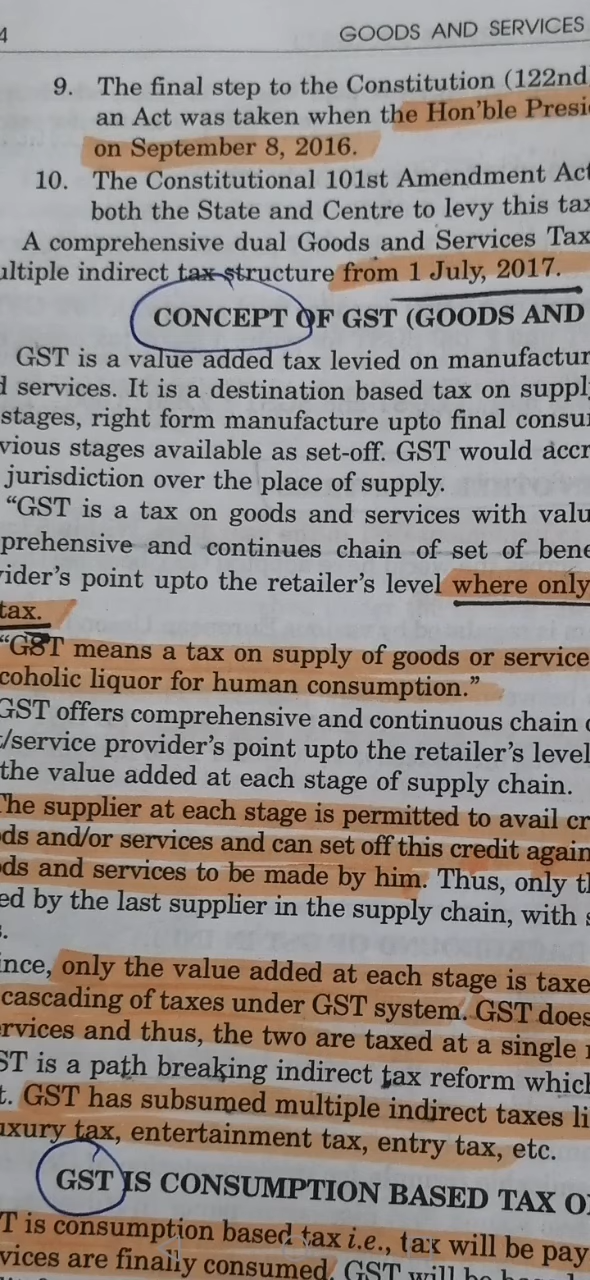 4
GOODS AND SERVICES
9. The final step to the Constitution (122nd
an Act was taken when the Hon'ble Presi
on September 8, 2016.
10. The Constitutional 101st Amendment Act
both the State and Centre to levy this tax
A comprehensive dual Goods and Services Tax
ultiple indirect tax structure from 1 July, 2017.
CONCEPT OF GST (GOODS AND
GST is a value added tax levied on manufactur
d services. It is a destination based tax on suppl
stages, right form manufacture upto final consu
vious stages available as set-off. GST would accr
jurisdiction over the place of supply.
“GST is a tax on goods and services with valu
prehensive and continues chain of set of bene
vider's point upto the retailer's level where only
tax.
“GST means a tax on supply of goods or service
coholic liquor for human consumption.”
GST offers comprehensive and continuous chain o
/service provider's point upto the retailer's level
the value added at each stage of supply chain.
The supplier at each stage is permitted to avail cr
ds and/or services and can set off this credit again
ds and services to be made by him. Thus, only th
ed by the last supplier in the supply chain, with s
s.
ince, only the value added at each stage is taxe
cascading of taxes under GST system. GST does
rvices and thus, the two are taxed at a single r
ST is a path breaking indirect tax reform which
t. GST has subsumed multiple indirect taxes li
uxury tax, entertainment tax, entry tax, etc.
GST IS CONSUMPTION BASED TAX O
T is consumption based tax i.e., tax will be pay
vices are finally consumed. GST will be